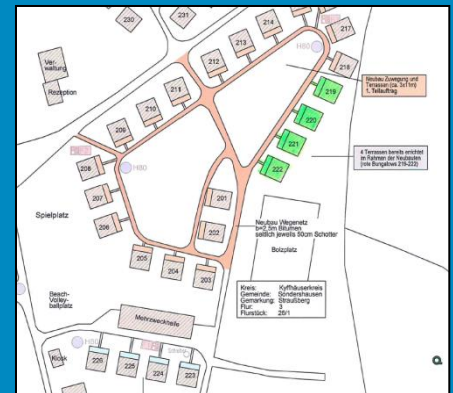 230
231
214
213
212
217
218
211
210
209
208
207
206
205
204
203
201
202
219
220
221
222
H80
H80
Ver-
waltung
Rezeption
Neubau Zuwegung und
Terrassen (ca. 3x11m)
1. Teilauftrag
4 Terrassen bereits errichtet
im Rahmen der Neubauten
(rote Bungalows 219-222)
Spielplatz
Neubau Wegenetz
b=2,5m Bitumen
seitlich jeweils 50cm Schotter
Bolzplatz
Kreis: Kyffhäuserkreis
Gemeinde: Sondershausen
Gemarkung: Straußberg
Flur: 3
Flurstück: 26/1
Beach-
Volley-
ballplatz
Mehrzweckhalle
Kiosk
226
225
224
223